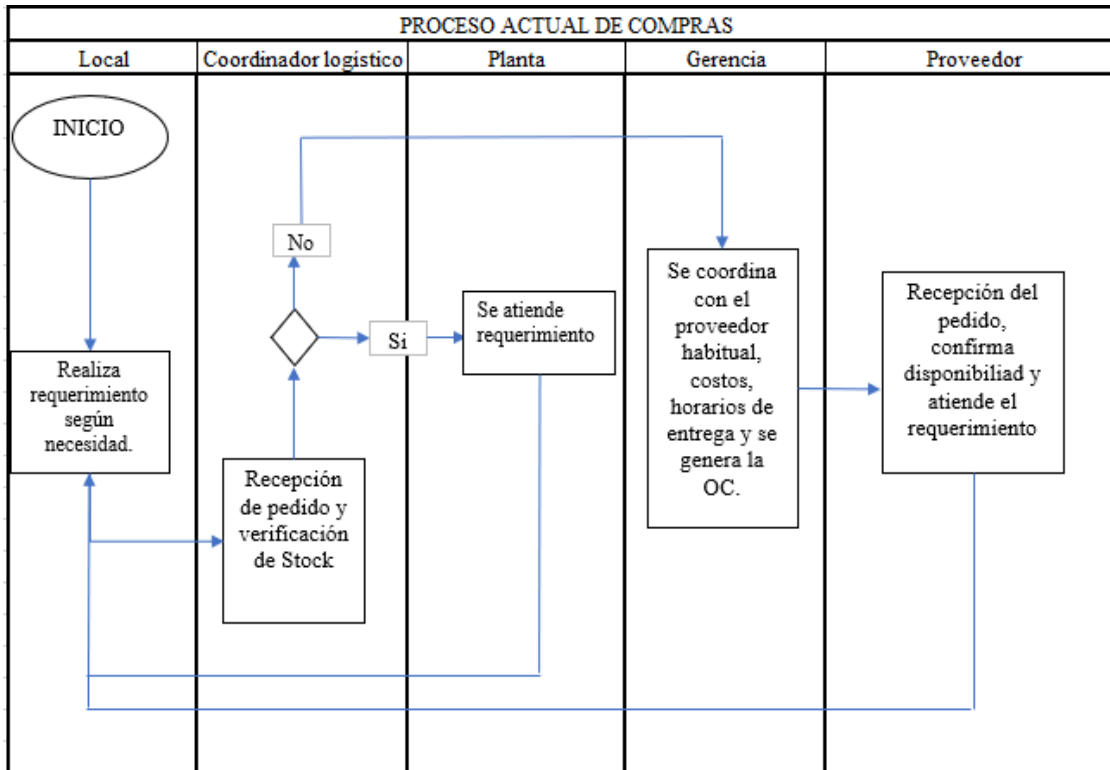 PROCESO ACTUAL DE COMPRAS
Local
Coordinador logístico
Planta
Gerencia
Proveedor
INICIO
No
Si
Realiza
requerimiento
según
necesidad.
Recepción
de pedido y
verificación
de Stock
Se atiende
requerimiento
Se coordina
con el
proveedor
habitual,
costos,
horarios de
entrega y se
genera la
OC.
Recepción del
pedido,
confirma
disponibiliad y
atiende el
requerimiento